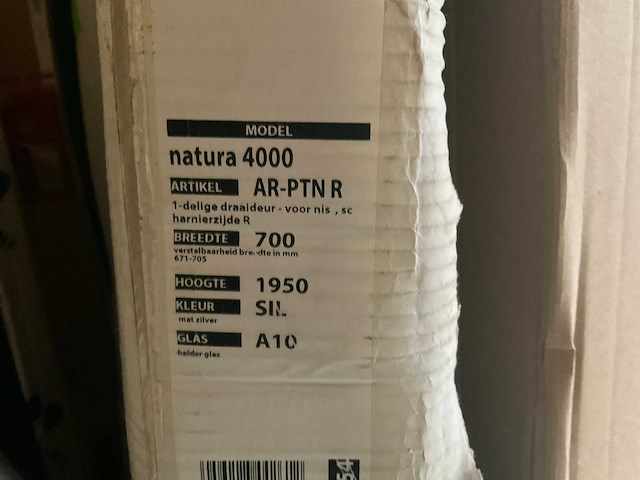 MODEL
natura 4000
ARTIKEL AR-PTN R
1-delige draaideur - voor nis , sc
harnierzijde R
BREEDTE 700
verstelbaarheid breedte in mm
671-705
HOOGTE 1950
KLEUR SIL
mat zilver
GLAS A10
helder glas
54